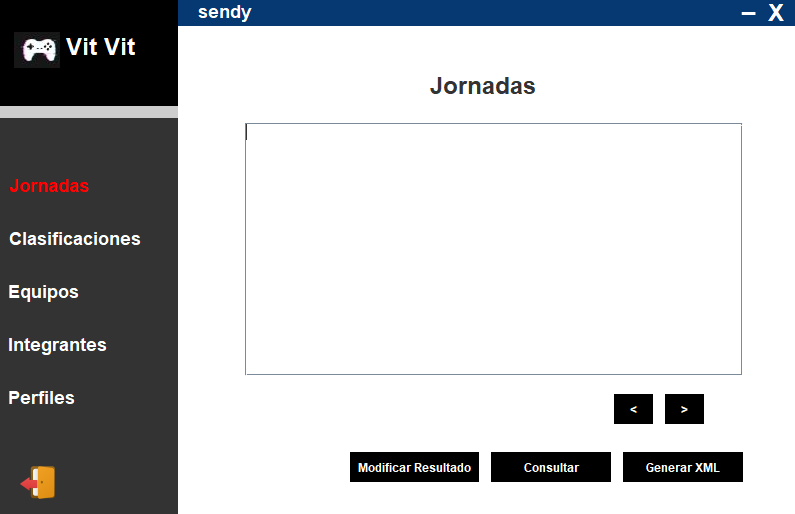 sendy
– X
Vit Vit
Jornadas
Clasificaciones
Equipos
Integrantes
Perfiles
Jornadas
< >
Modificar Resultado Consultar Generar XML